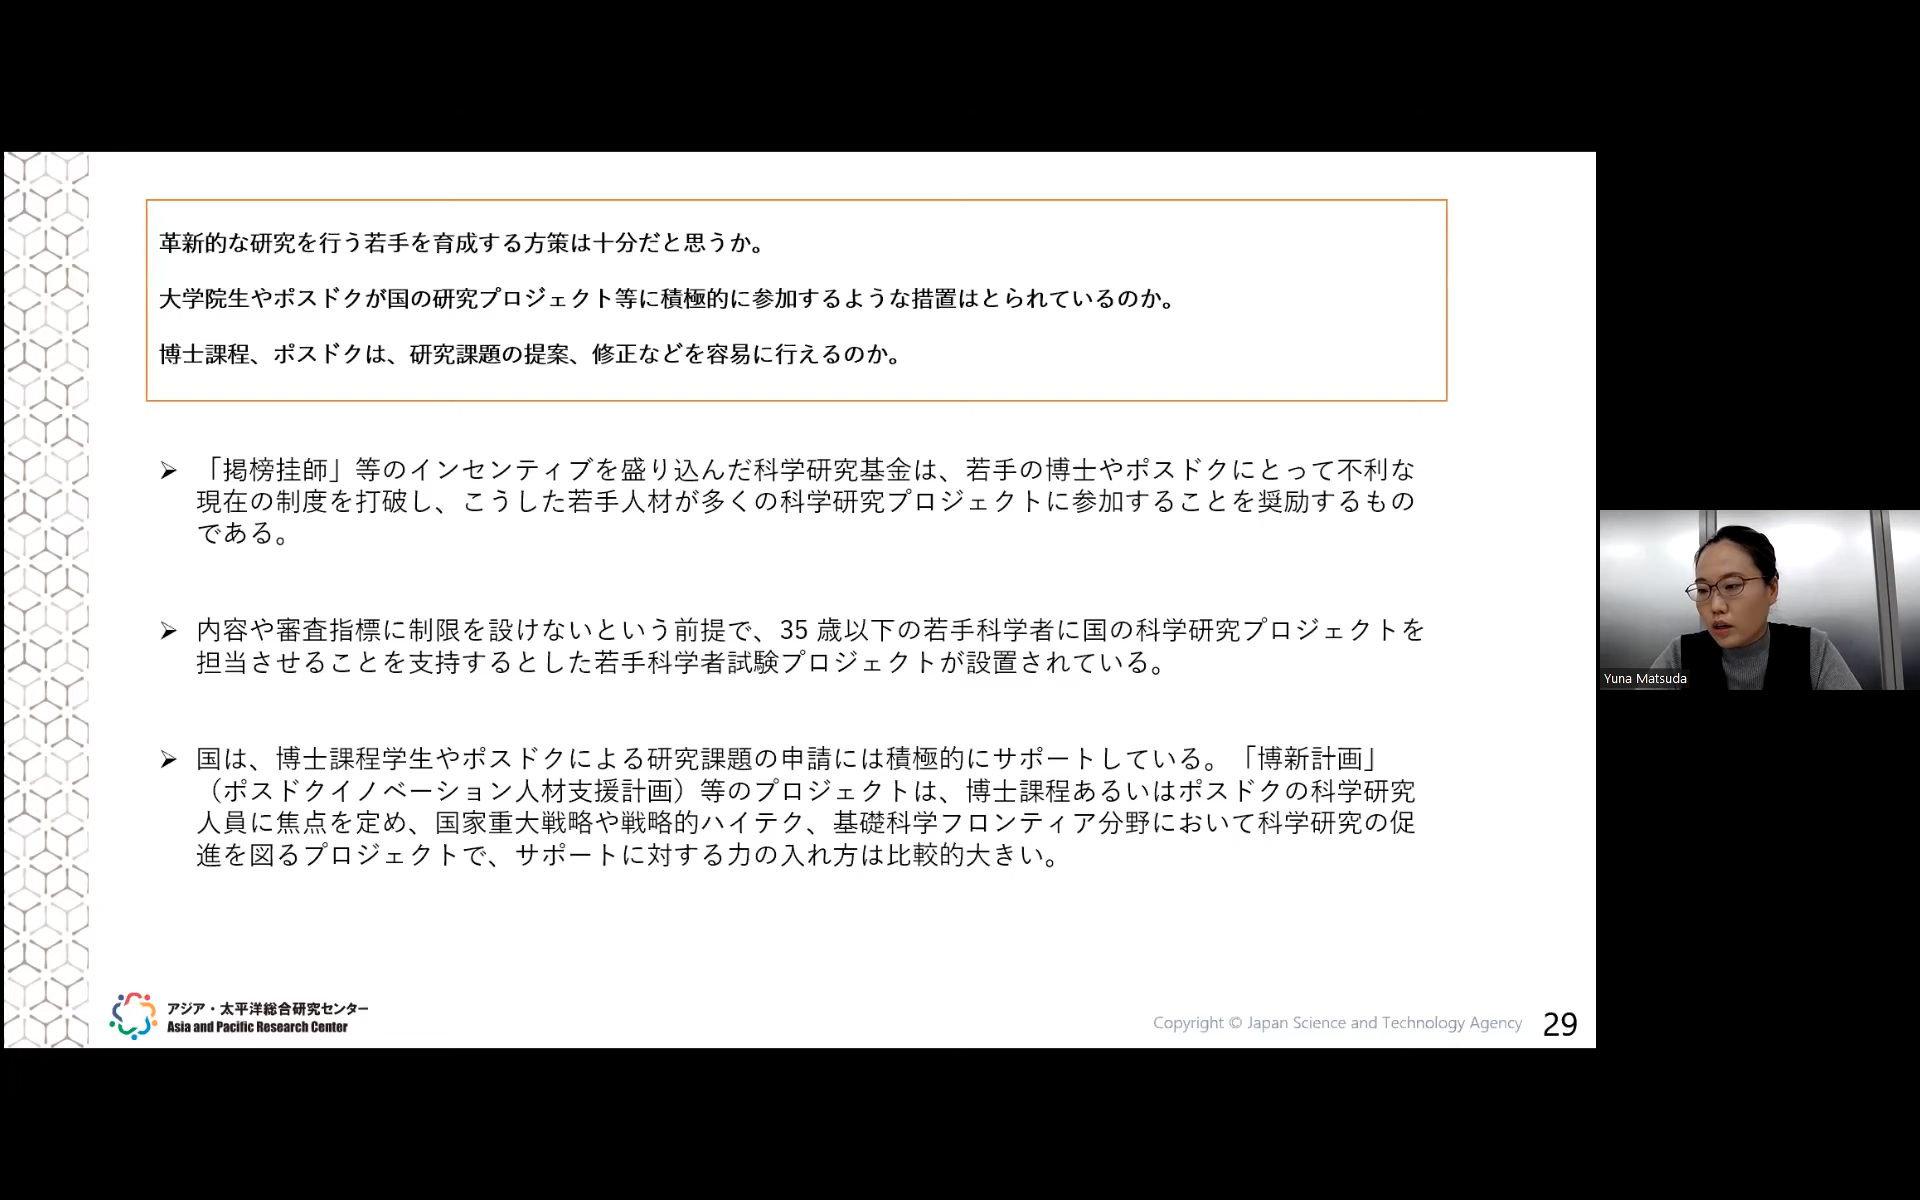 革新的な研究を行う若手を育成する方策は十分だと思うか。
大学院生やポスドクが国の研究プロジェクト等に積極的に参加するような措置はとられているのか。
博士課程、ポスドクは、研究課題の提案、修正などを容易に行えるのか。
➢ 「掲榜挂師」等のインセンティブを盛り込んだ科学研究基金は、若手の博士やポスドクにとって不利な
現在の制度を打破し、こうした若手人材が多くの科学研究プロジェクトに参加することを奨励するもの
である。
➢ 内容や審査指標に制限を設けないという前提で、35 歳以下の若手科学者に国の科学研究プロジェクトを
担当させることを支持するとした若手科学者試験プロジェクトが設置されている。
➢ 国は、博士課程学生やポスドクによる研究課題の申請には積極的にサポートしている。「博新計画」
（ポスドクイノベーション人材支援計画）等のプロジェクトは、博士課程あるいはポスドクの科学研究
人員に焦点を定め、国家重大戦略や戦略的ハイテク、基礎科学フロンティア分野において科学研究の促
進を図るプロジェクトで、サポートに対する力の入れ方は比較的大きい。
アジア・太平洋総合研究センター
Asia and Pacific Research Center
Copyright © Japan Science and Technology Agency 29
Yuna Matsuda